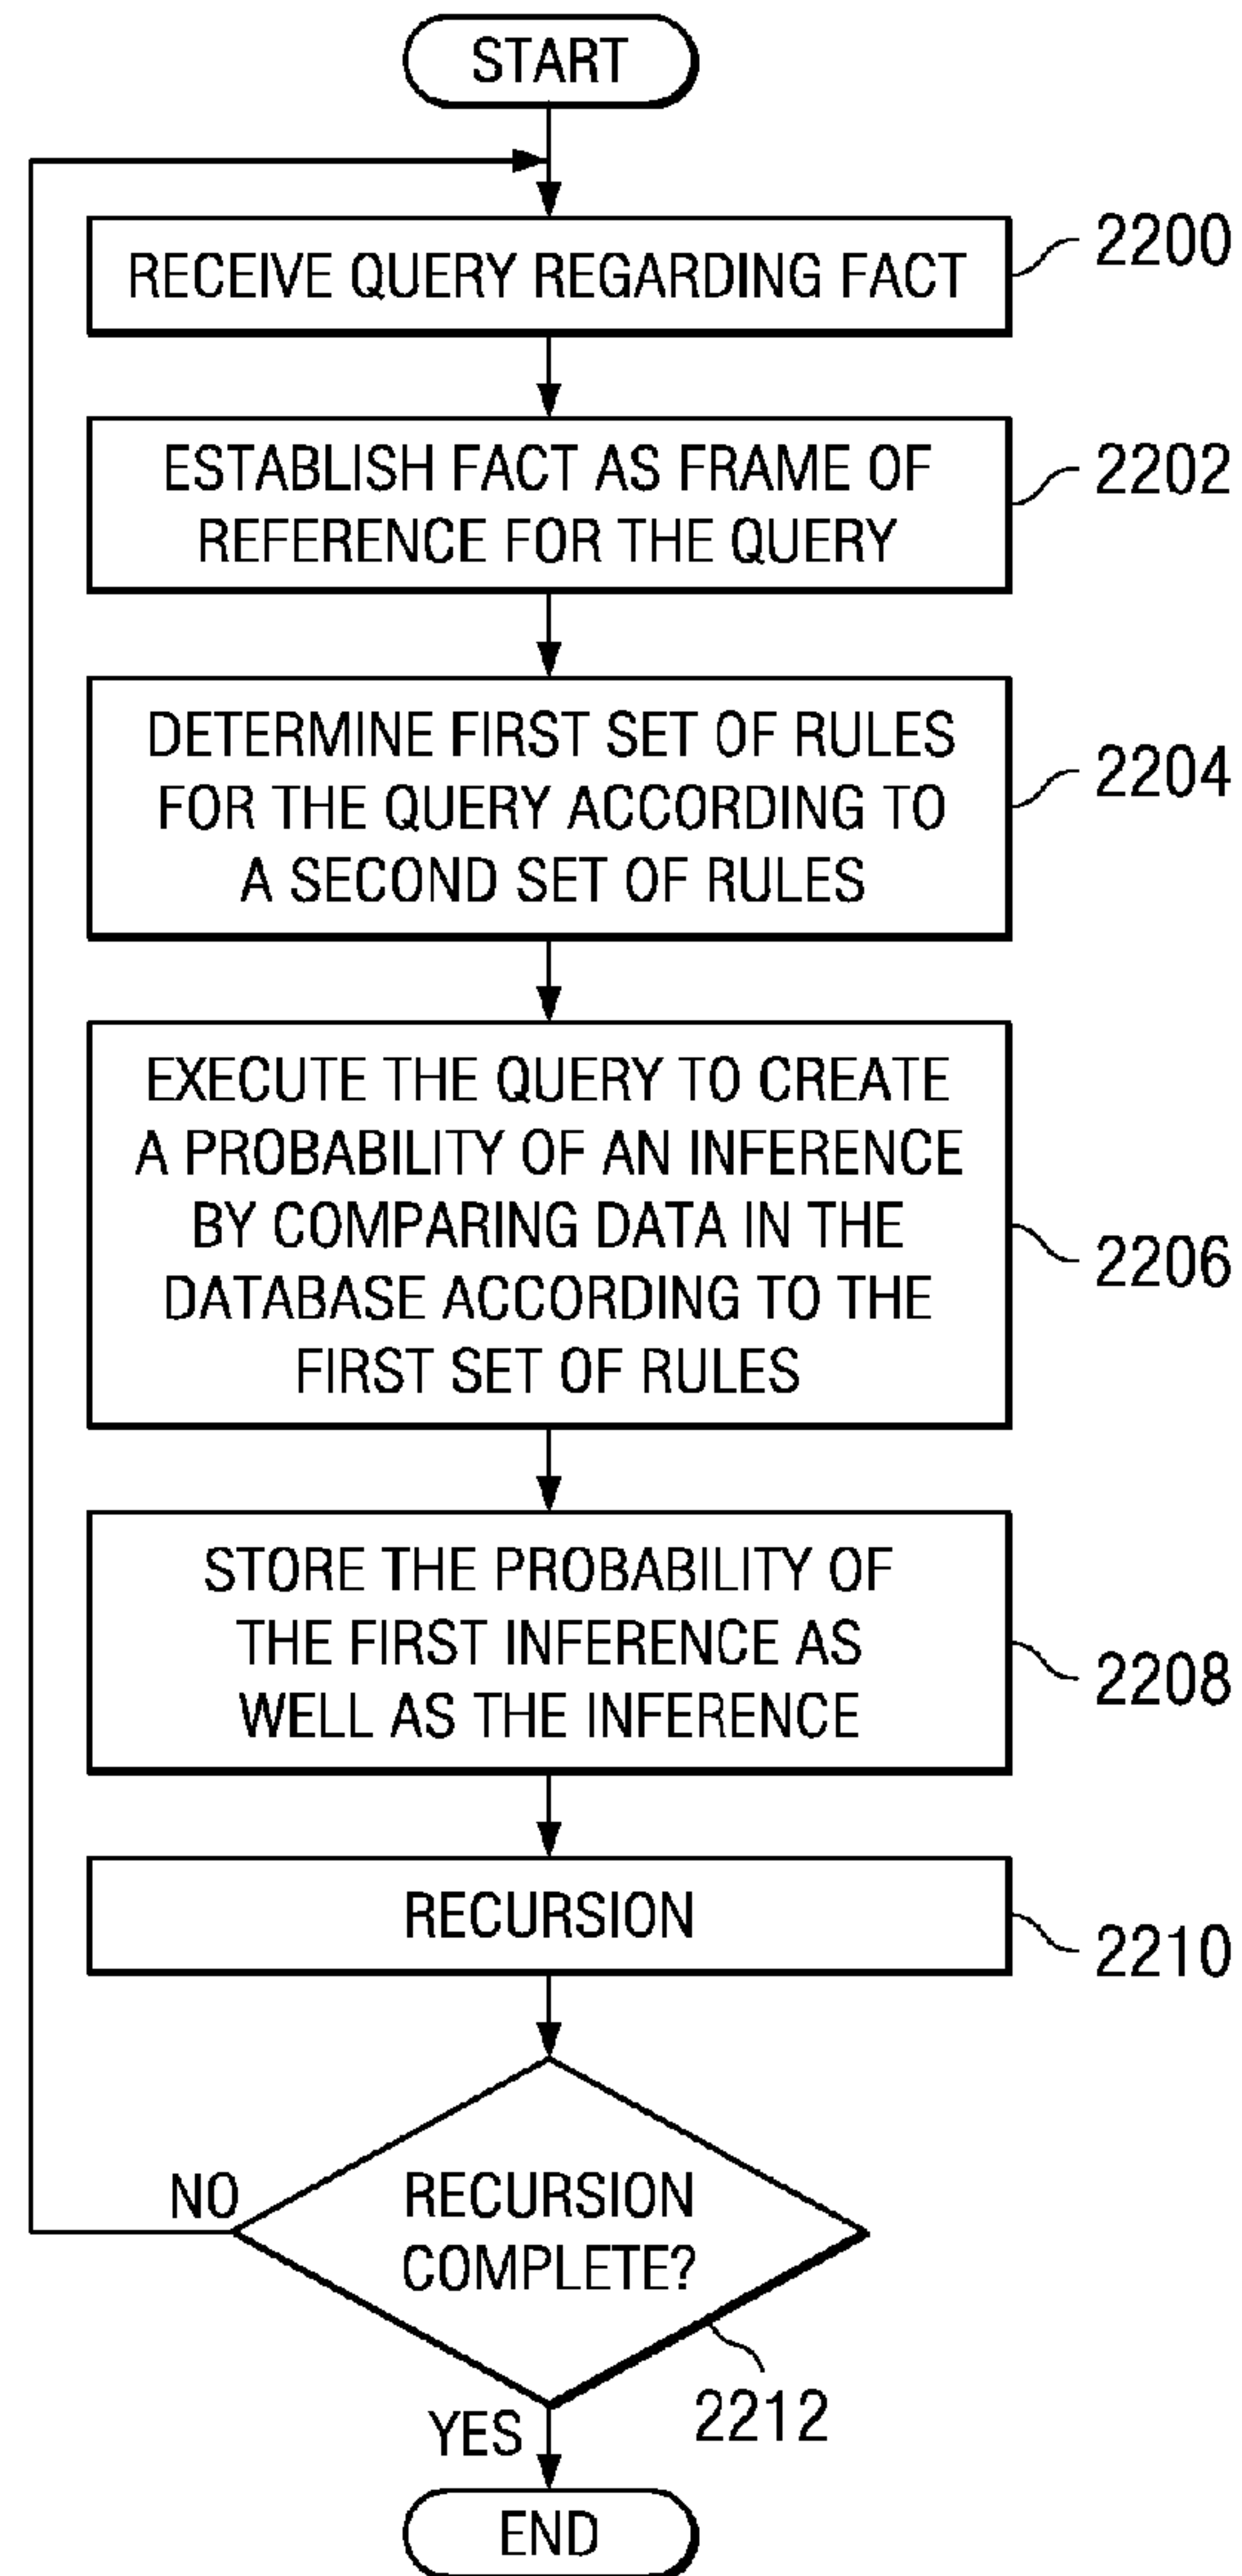 START
RECEIVE QUERY REGARDING FACT
2200
ESTABLISH FACT AS FRAME OF
REFERENCE FOR THE QUERY
2202
DETERMINE FIRST SET OF RULES
FOR THE QUERY ACCORDING TO
A SECOND SET OF RULES
2204
EXECUTE THE QUERY TO CREATE
A PROBABILITY OF AN INFERENCE
BY COMPARING DATA IN THE
DATABASE ACCORDING TO THE
FIRST SET OF RULES
2206
STORE THE PROBABILITY OF
THE FIRST INFERENCE AS
WELL AS THE INFERENCE
2208
RECURSION
2210
NO
RECURSION
COMPLETE?
2212
YES
END